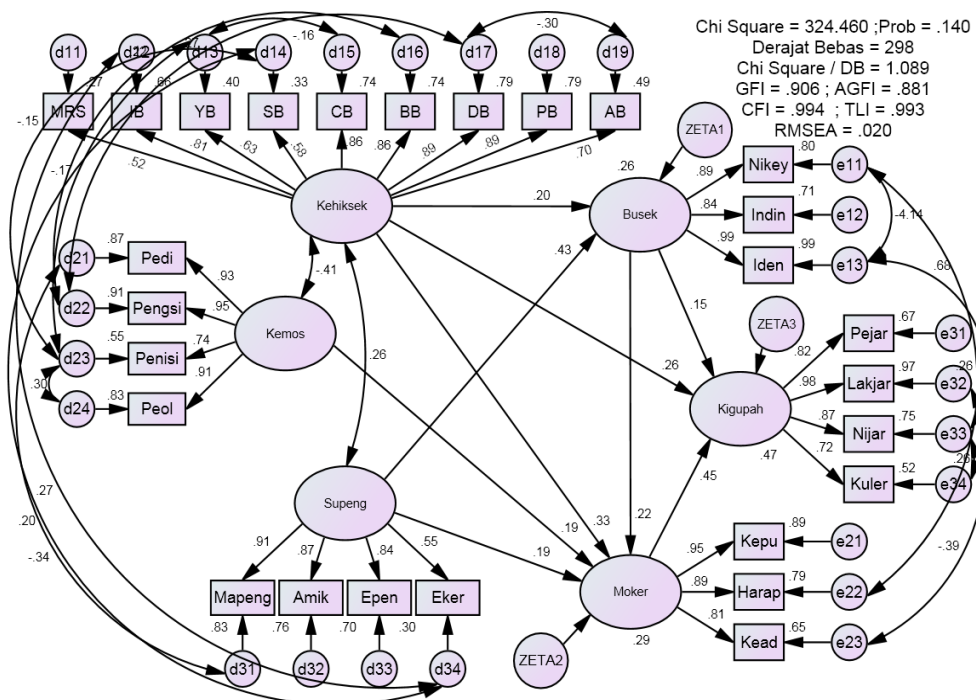 Chi Square = 324.460 ;Prob = .140
Derajat Bebas = 298
Chi Square / DB = 1.089
GFI = .906 ; AGFI = .881
CFI = .994 ; TLI = .993
RMSEA = .020
-.30
-.16
d11
d12
d13
d14
d15
d16
d17
d18
d19
.27
.66
.40
.33
.74
.74
.79
.79
.49
MRS
IB
YB
SB
CB
BB
DB
PB
AB
-.15
-.17
.52
.81
.63
.58
.86
.86
.89
.89
.70
ZETA1
Kehiksek
.20
.26
Busek
.89
.84
.99
.80
Nikey
e11
.71
Indin
e12
.99
Iden
e13
-4.14
.68
.43
d21
.87
Pedi
.93
d22
.91
Pengsi
.95
d23
.55
Penisi
.74
.30
d24
.83
Peol
.91
Kemos
-.41
.26
.15
.26
ZETA3
Kigupah
.47
.82
.98
.87
.72
.67
Pejar
e31
.97
Lakjar
e32
.75
Nijar
e33
.52
Kuler
e34
.26
.26
.45
-.39
.27
.20
-.34
Supeng
.91
.87
.84
.55
.19
.19
.33
.22
Mapeng
Amik
Epen
Eker
.83
.76
.70
.30
d31
d32
d33
d34
Moker
.29
ZETA2
.95
.89
.81
.89
Kepu
e21
.79
Harap
e22
.65
Kead
e23